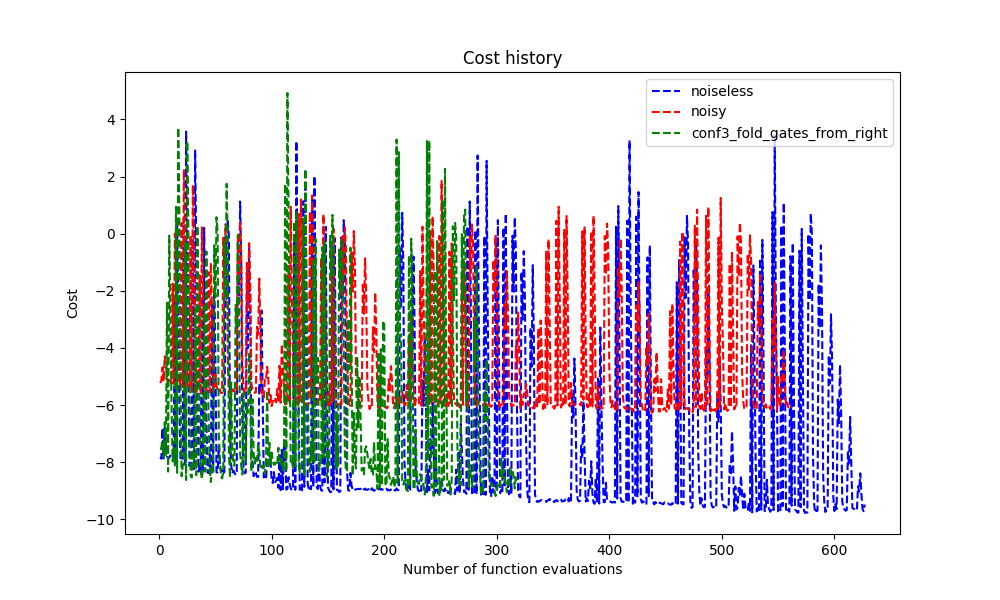 Cost history
noiseless
noisy
conf3_fold_gates_from_right
4
2
0
−2
−4
−6
−8
−10
Cost
0 100 200 300 400 500 600
Number of function evaluations